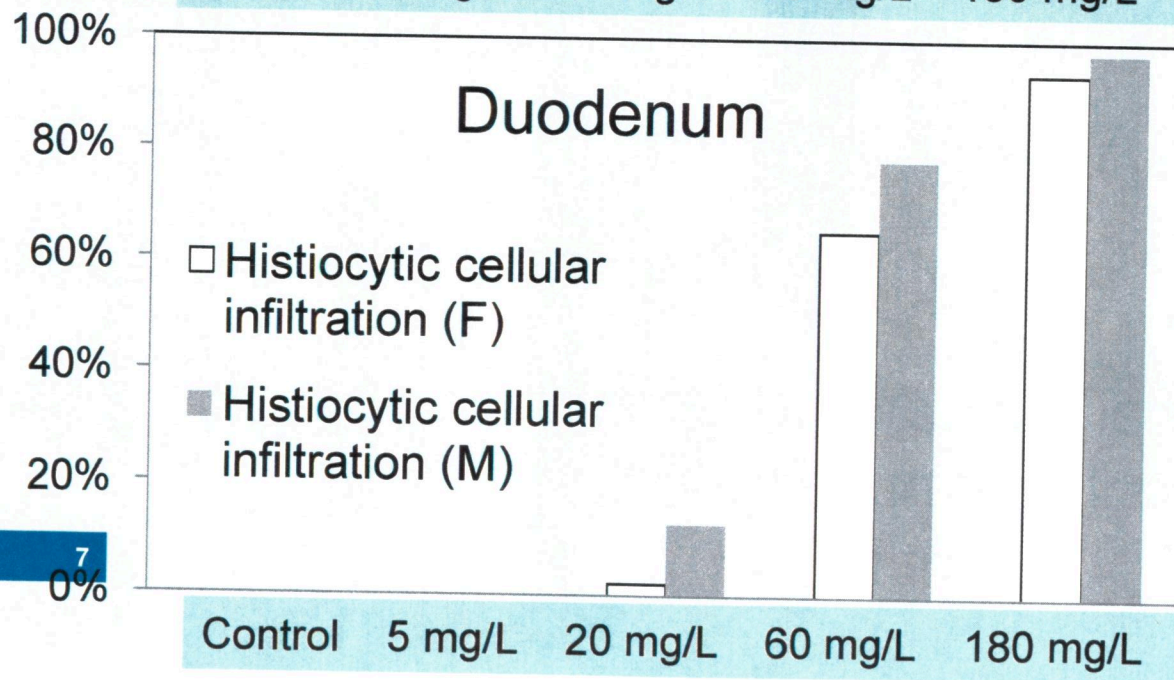 100%
80%
60%
40%
20%
0%
Duodenum
Histiocytic cellular
infiltration (F)
Histiocytic cellular
infiltration (M)
7
Control 5 mg/L 20 mg/L 60 mg/L 180 mg/L